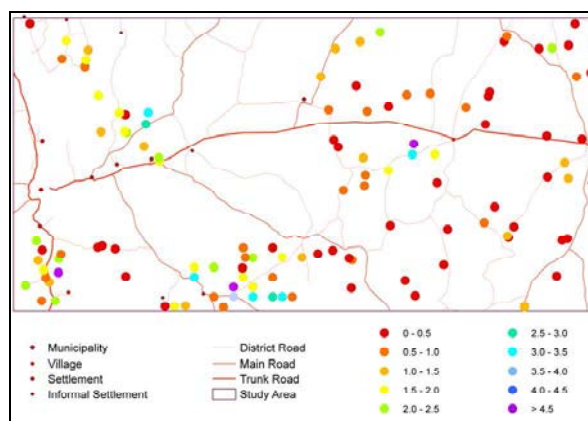 Municipality
Village
Settlement
Informal Settlement
District Road
Main Road
Trunk Road
Study Area
0 - 0.5
0.5 - 1.0
1.0 - 1.5
1.5 - 2.0
2.0 - 2.5
2.5 - 3.0
3.0 - 3.5
3.5 - 4.0
4.0 - 4.5
> 4.5